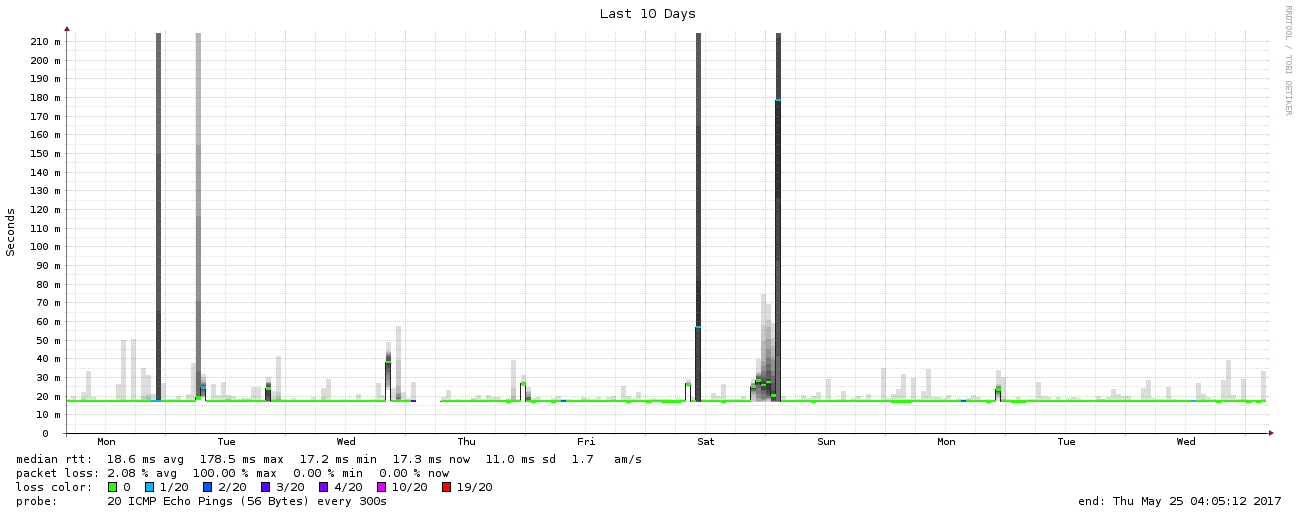 Last 10 Days
RRDTOOL / TOBI OETIKER
Seconds
210 m
200 m
190 m
180 m
170 m
160 m
150 m
140 m
130 m
120 m
110 m
100 m
90 m
80 m
70 m
60 m
50 m
40 m
30 m
20 m
10 m
0
Mon Tue Wed Thu Fri Sat Sun Mon Tue Wed
median rtt: 18.6 ms avg 178.5 ms max 17.2 ms min 17.3 ms now 11.0 ms sd 1.7 am/s
packet loss: 2.08 % avg 100.00 % max 0.00 % min 0.00 % now
loss color: 0 1/20 2/20 3/20 4/20 10/20 19/20
probe: 20 ICMP Echo Pings (56 Bytes) every 300s end: Thu May 25 04:05:12 2017